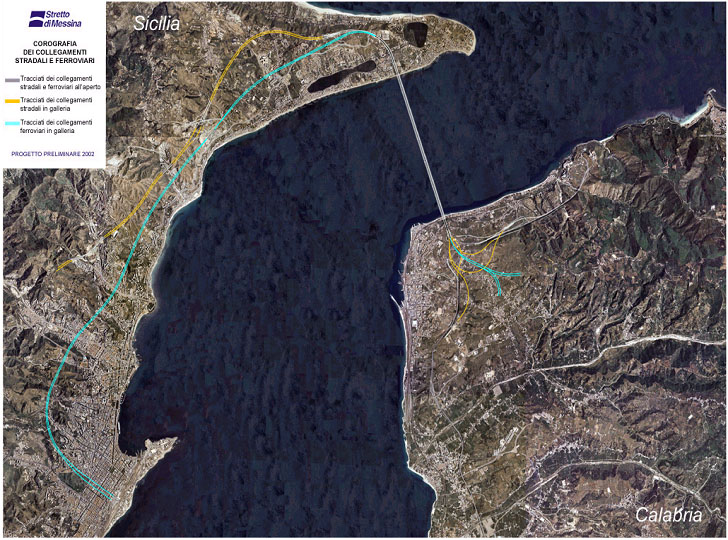 Stretto
di Messina
COROGRAFIA
DEI COLLEGAMENTI
STRADALI E FERROVIARI
Tracciati dei collegamenti
stradali e ferroviari all'aperto
Tracciati dei collegamenti
stradali in galleria
Tracciati dei collegamenti
ferroviari in galleria
PROGETTO PRELIMINARE 2002
Sicilia
Calabria